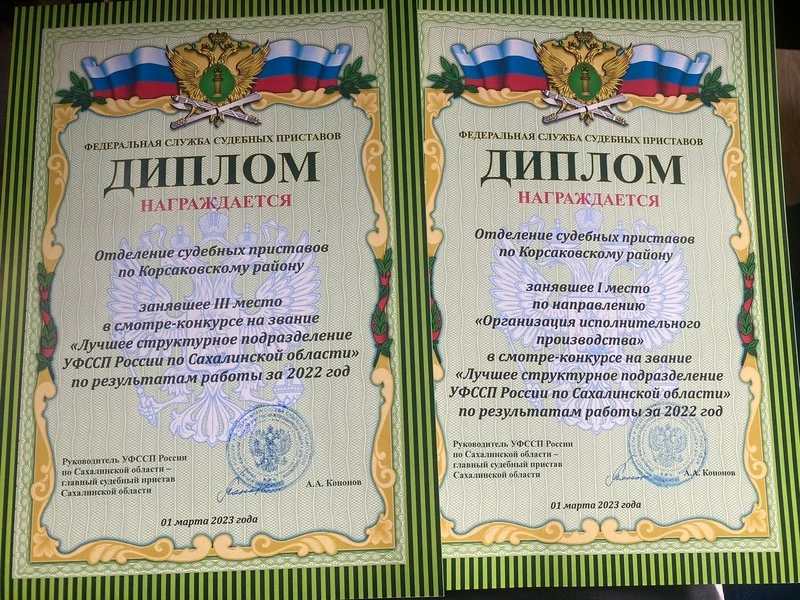 ФЕДЕРАЛЬНАЯ СЛУЖБА СУДЕБНЫХ ПРИСТАВОВ
ДИПЛОМ
НАГРАЖДАЕТСЯ
Отделение судебных приставов
по Корсаковскому району
занявшее III место
в смотре-конкурсе на звание
«Лучшее структурное подразделение
УФССП России по Сахалинской области»
по результатам работы за 2022 год
Руководитель УФССП России
по Сахалинской области –
главный судебный пристав
Сахалинской области
А.А. Кононов
01 марта 2023 года
ФЕДЕРАЛЬНАЯ СЛУЖБА СУДЕБНЫХ ПРИСТАВОВ
ДИПЛОМ
НАГРАЖДАЕТСЯ
Отделение судебных приставов
по Корсаковскому району
занявшее I место
по направлению
«Организация исполнительного
производства»
в смотре-конкурсе на звание
«Лучшее структурное подразделение
УФССП России по Сахалинской области»
по результатам работы за 2022 год
Руководитель УФССП России
по Сахалинской области –
главный судебный пристав
Сахалинской области
А.А. Кононов
01 марта 2023 года